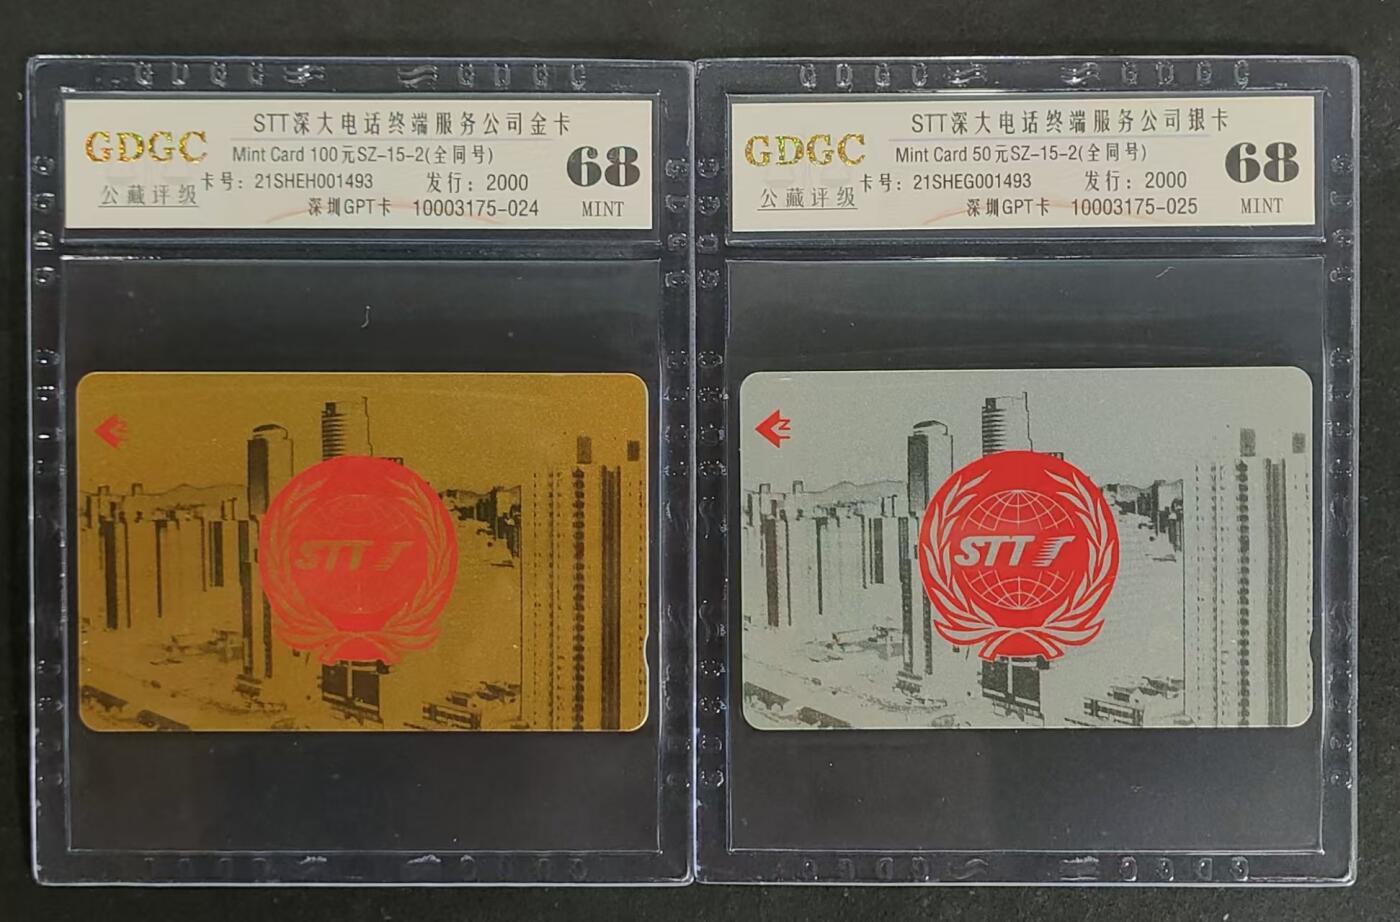 STT深大电话终端服务公司金卡
GDGC
Mint Card 100元SZ-15-2(全同号)
68
公藏评级
卡号：21SHEH001493
发行：2000
深圳GPT卡 10003175-024
MINT
STT
STT深大电话终端服务公司银卡
GDGC
Mint Card 50元SZ-15-2(全同号)
68
公藏评级
卡号：21SHEG001493
发行：2000
深圳GPT卡 10003175-025
MINT
STT